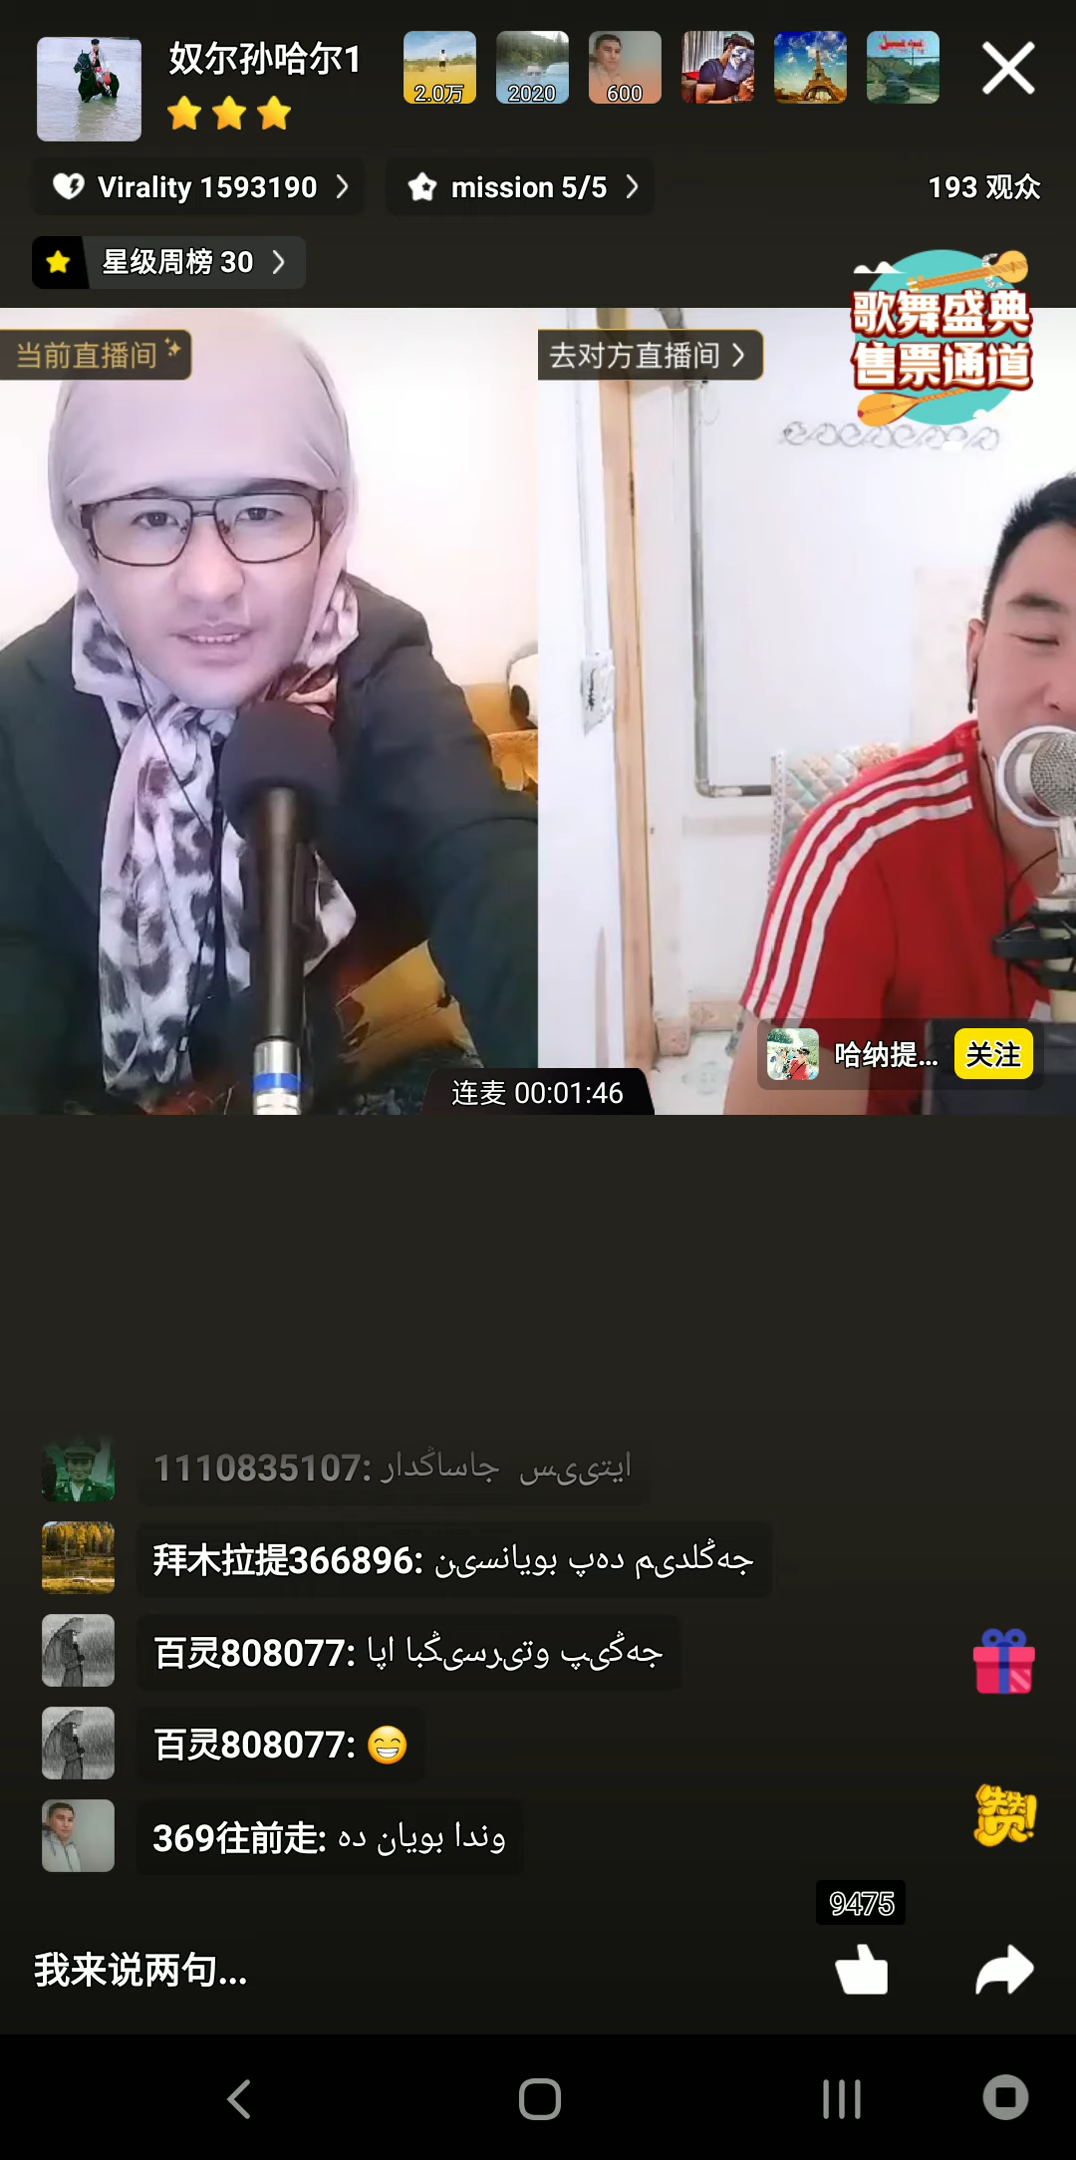 奴尔孙哈尔1
2.0万
2020
600
Virality 1593190
mission 5/5
193 观众
星级周榜 30
歌舞盛典
售票通道
当前直播间
去对方直播间
哈纳提...
关注
连麦 00:01:46
1110835107: ايتىيىس جاساڭدار
拜木拉提366896: جەڭلدىم دەپ بويانسىن
百灵808077: جەڭىپ وتىرسىڭبا اپا
百灵808077: 😁
369往前走: وندا بويان دە
赞!
9475
我来说两句...